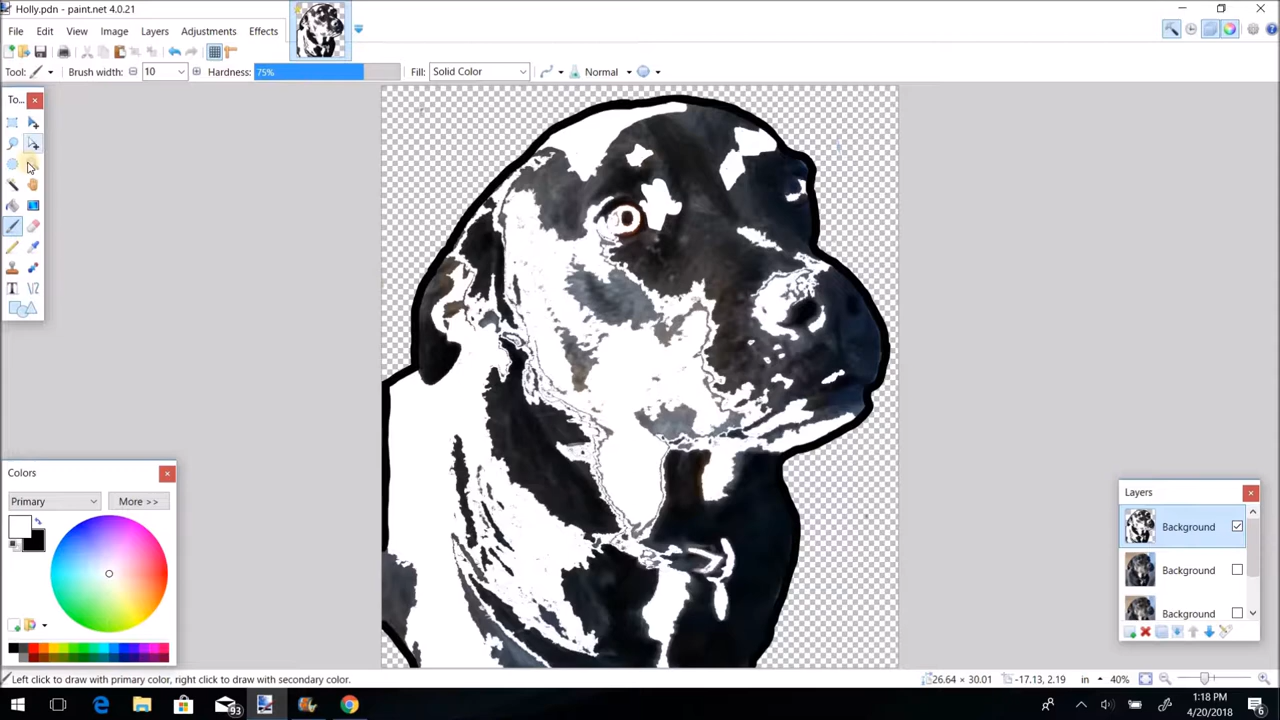 Holly.pdn - paint.net 4.0.21
File Edit View Image Layers Adjustments Effects
Tool: Brush width: 10 Hardness: 75% Fill: Solid Color Normal
To...
Colors
Primary More >>
Layers
Background
Background
Background
Left click to draw with primary color, right click to draw with secondary color.
26.64 × 30.01 -17.13, 2.19 in 40%
93
1:18 PM
4/20/2018
6